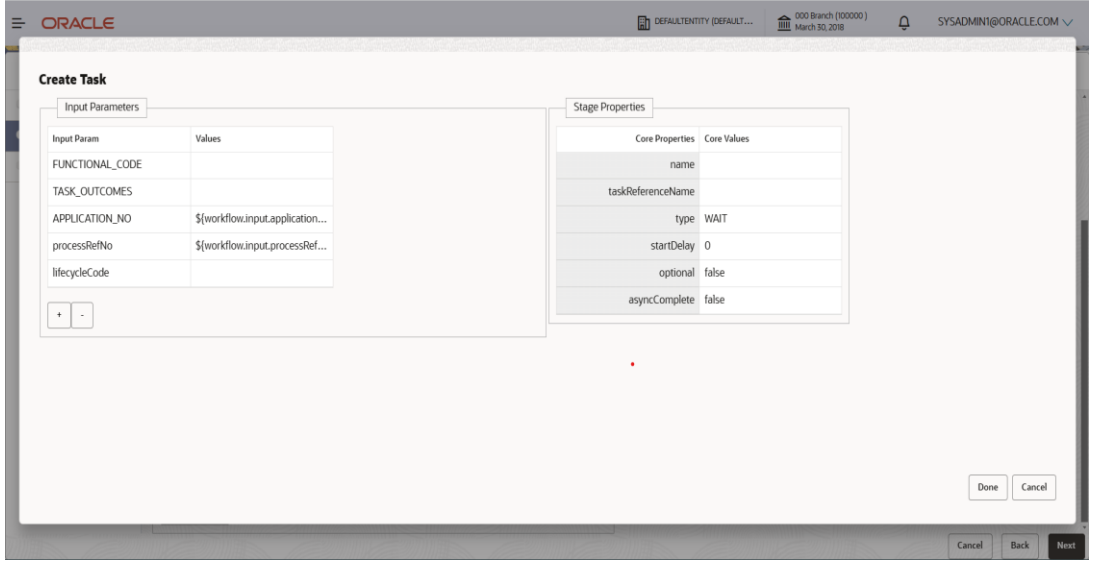 ORACLE
DEFAULTENTITY (DEFAULT....
000 Branch (100000 )
March 30, 2018
SYSADMIN1@ORACLE.COM
Create Task
Input Parameters
Input Param Values
FUNCTIONAL_CODE
TASK_OUTCOMES
APPLICATION_NO ${workflow.input.application...
processRefNo ${workflow.input.processRef...
lifecycleCode
+ -
Stage Properties
Core Properties Core Values
name
taskReferenceName
type WAIT
startDelay 0
optional false
asyncComplete false
Done Cancel
Cancel Back Next